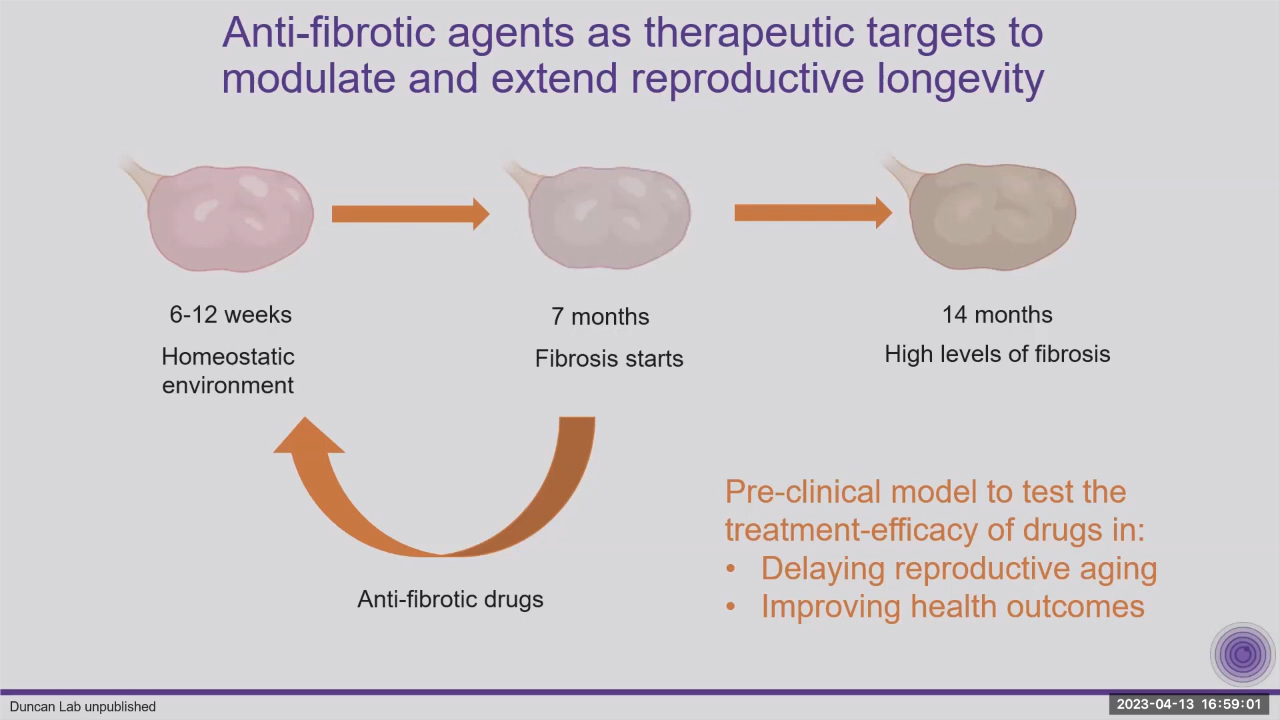 Anti-fibrotic agents as therapeutic targets to
modulate and extend reproductive longevity
6-12 weeks
Homeostatic
environment
7 months
Fibrosis starts
14 months
High levels of fibrosis
Anti-fibrotic drugs
Pre-clinical model to test the
treatment-efficacy of drugs in:
• Delaying reproductive aging
• Improving health outcomes
Duncan Lab unpublished
2023-04-13 16:59:01